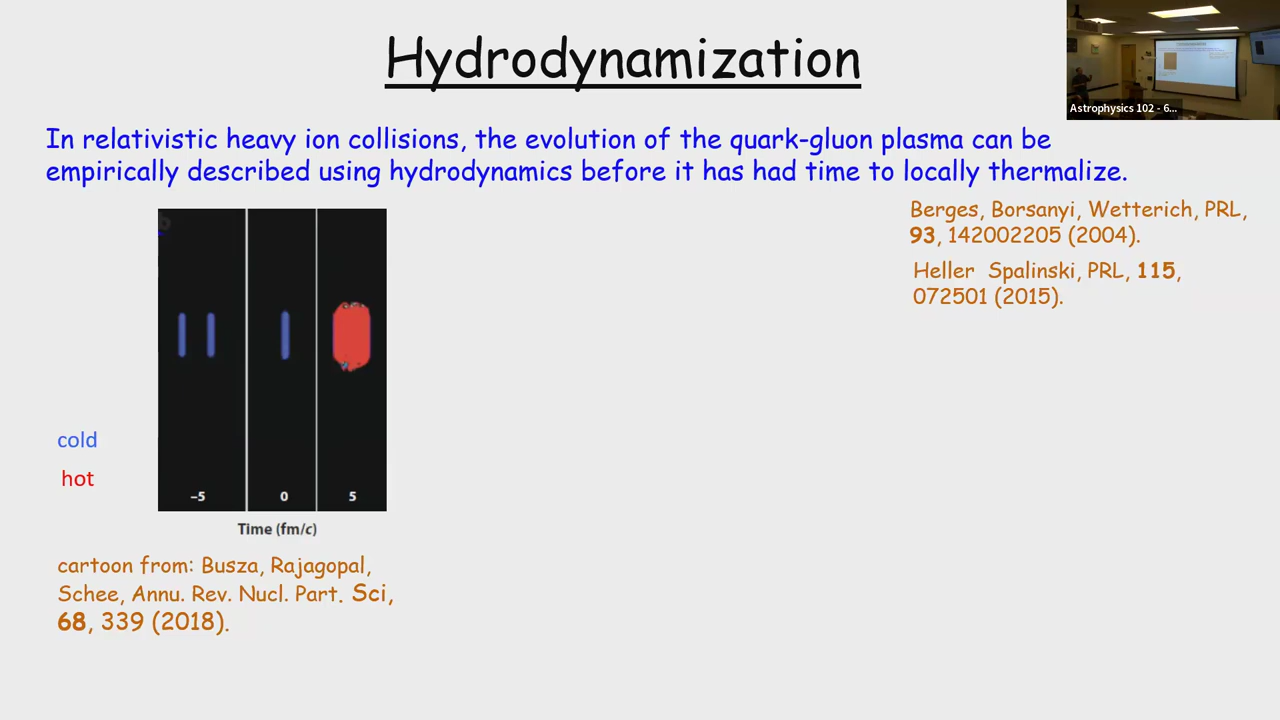 Hydrodynamization
Astrophysics 102 - 6...
In relativistic heavy ion collisions, the evolution of the quark-gluon plasma can be
empirically described using hydrodynamics before it has had time to locally thermalize.
Berges, Borsanyi, Wetterich, PRL,
93, 142002205 (2004).
Heller Spalinski, PRL, 115,
072501 (2015).
cold
hot
–5 0 5
Time (fm/c)
cartoon from: Busza, Rajagopal,
Schee, Annu. Rev. Nucl. Part. Sci,
68, 339 (2018).